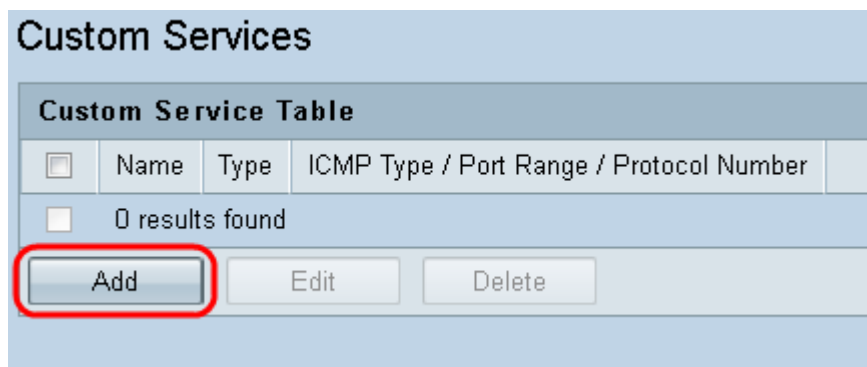 Custom Services
Custom Service Table
Name Type ICMP Type / Port Range / Protocol Number
0 results found
Add Edit Delete